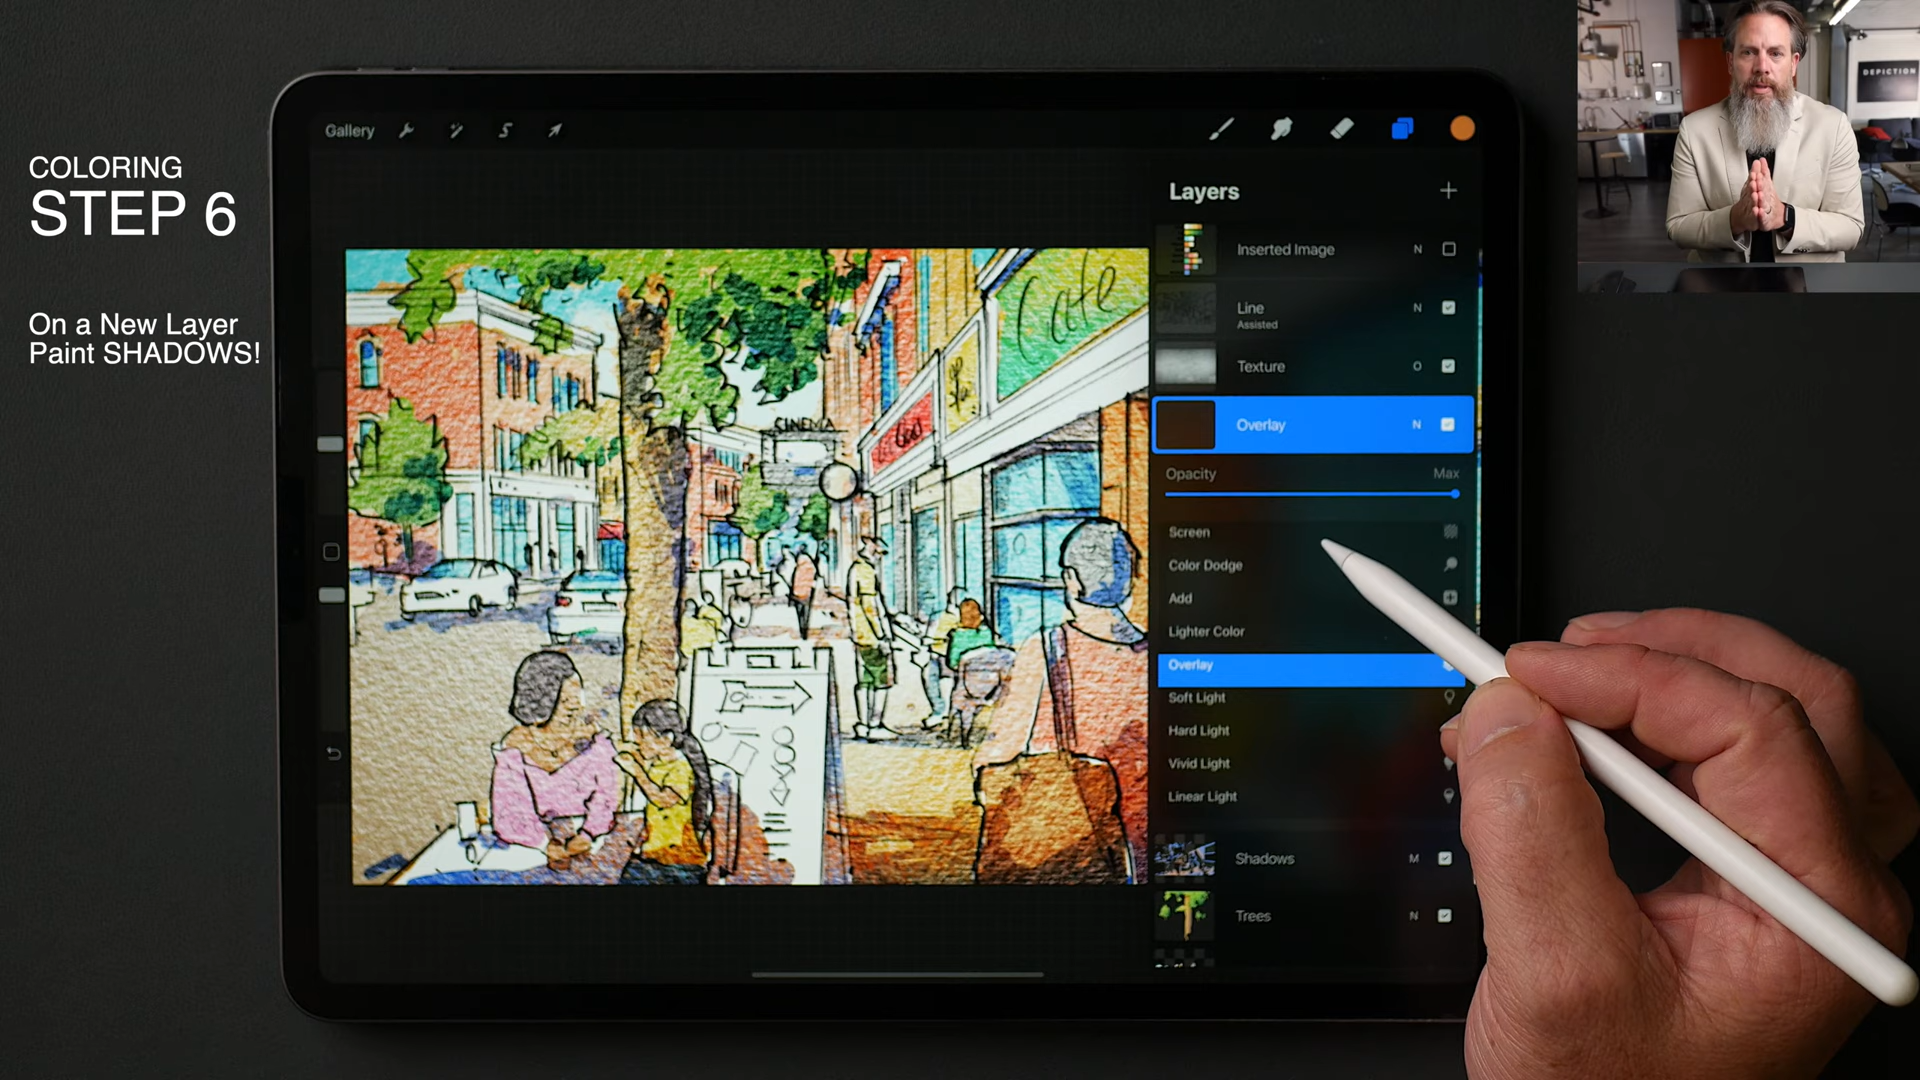 COLORING
STEP 6
On a New Layer
Paint SHADOWS!
Gallery
Layers
Inserted Image N
Line N
Assisted
Texture O
Overlay N
Opacity Max
Screen
Color Dodge
Add
Lighter Color
Overlay
Soft Light
Hard Light
Vivid Light
Linear Light
Shadows M
Trees N
CINEMA
Café
DEPICTION